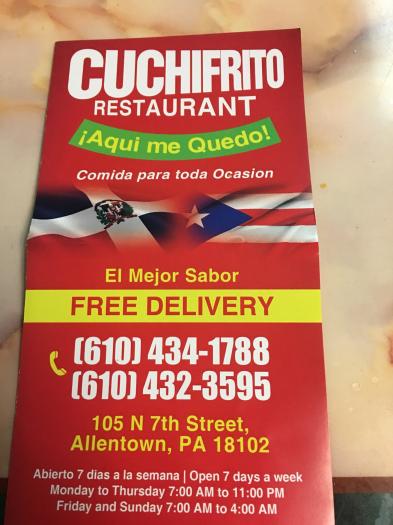 CUCHIFRITO
RESTAURANT
¡Aqui me Quedo!
Comida para toda Ocasion
El Mejor Sabor
FREE DELIVERY
(610) 434-1788
(610) 432-3595
105 N 7th Street,
Allentown, PA 18102
Abierto 7 dias a la semana | Open 7 days a week
Monday to Thursday 7:00 AM to 11:00 PM
Friday and Sunday 7:00 AM to 4:00 AM